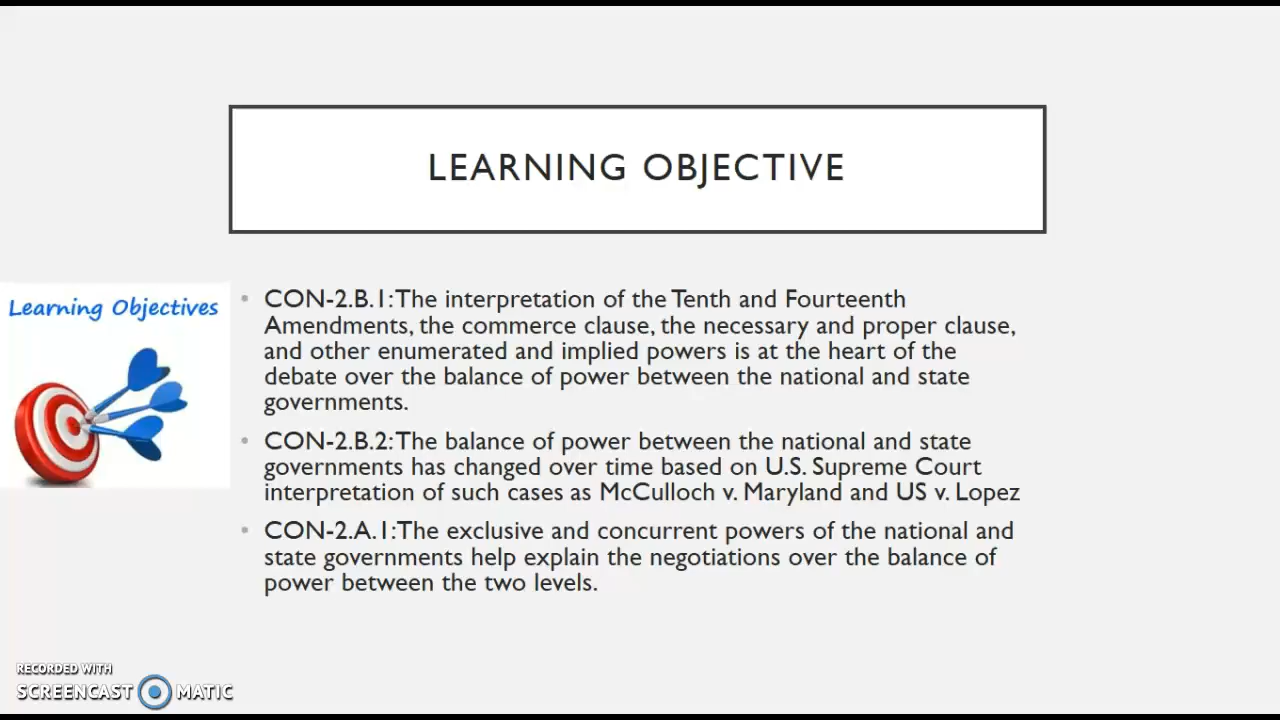 LEARNING OBJECTIVE
Learning Objectives
• CON-2.B.1:The interpretation of the Tenth and Fourteenth
Amendments, the commerce clause, the necessary and proper clause,
and other enumerated and implied powers is at the heart of the
debate over the balance of power between the national and state
governments.
• CON-2.B.2:The balance of power between the national and state
governments has changed over time based on U.S. Supreme Court
interpretation of such cases as McCulloch v. Maryland and US v. Lopez
• CON-2.A.1:The exclusive and concurrent powers of the national and
state governments help explain the negotiations over the balance of
power between the two levels.
RECORDED WITH
SCREENCAST MATIC